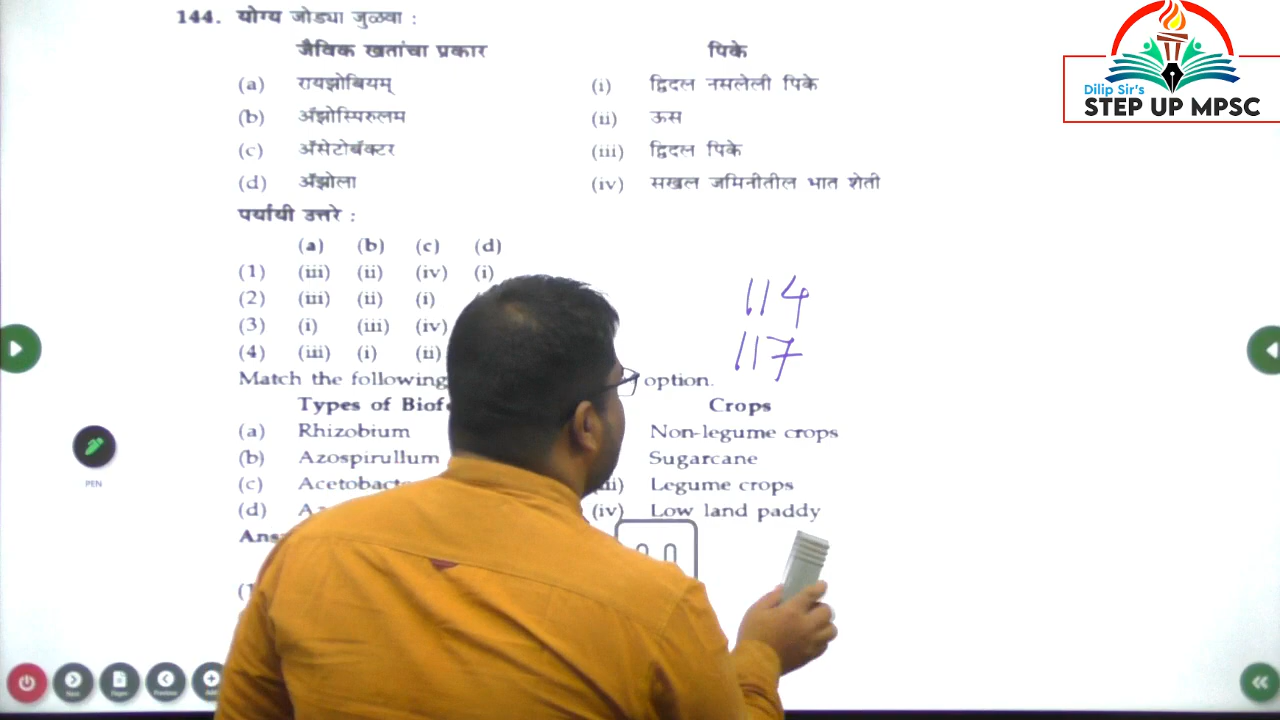 144. योग्य जोड्या जुळवा :
जैविक खतांचा प्रकार पिके
(a) रायझोबियम् (i) द्विदल नसलेली पिके
(b) ॲझोस्पिरुलम (ii) ऊस
(c) ॲसेटोबॅक्टर (iii) द्विदल पिके
(d) ॲझोला (iv) सखल जमिनीतील भात शेती
पर्यायी उत्तरे :
(a) (b) (c) (d)
(1) (iii) (ii) (iv) (i)
(2) (iii) (ii) (i)
(3) (i) (iii) (iv)
(4) (iii) (i) (ii)
114
117
Match the following option.
Types of Crops
(a) Rhizobium Non-legume crops
(b) Azospirullum Sugarcane
(c) Legume crops
(d) (iv) Low land paddy
Dilip Sir's
STEP UP MPSC
PEN